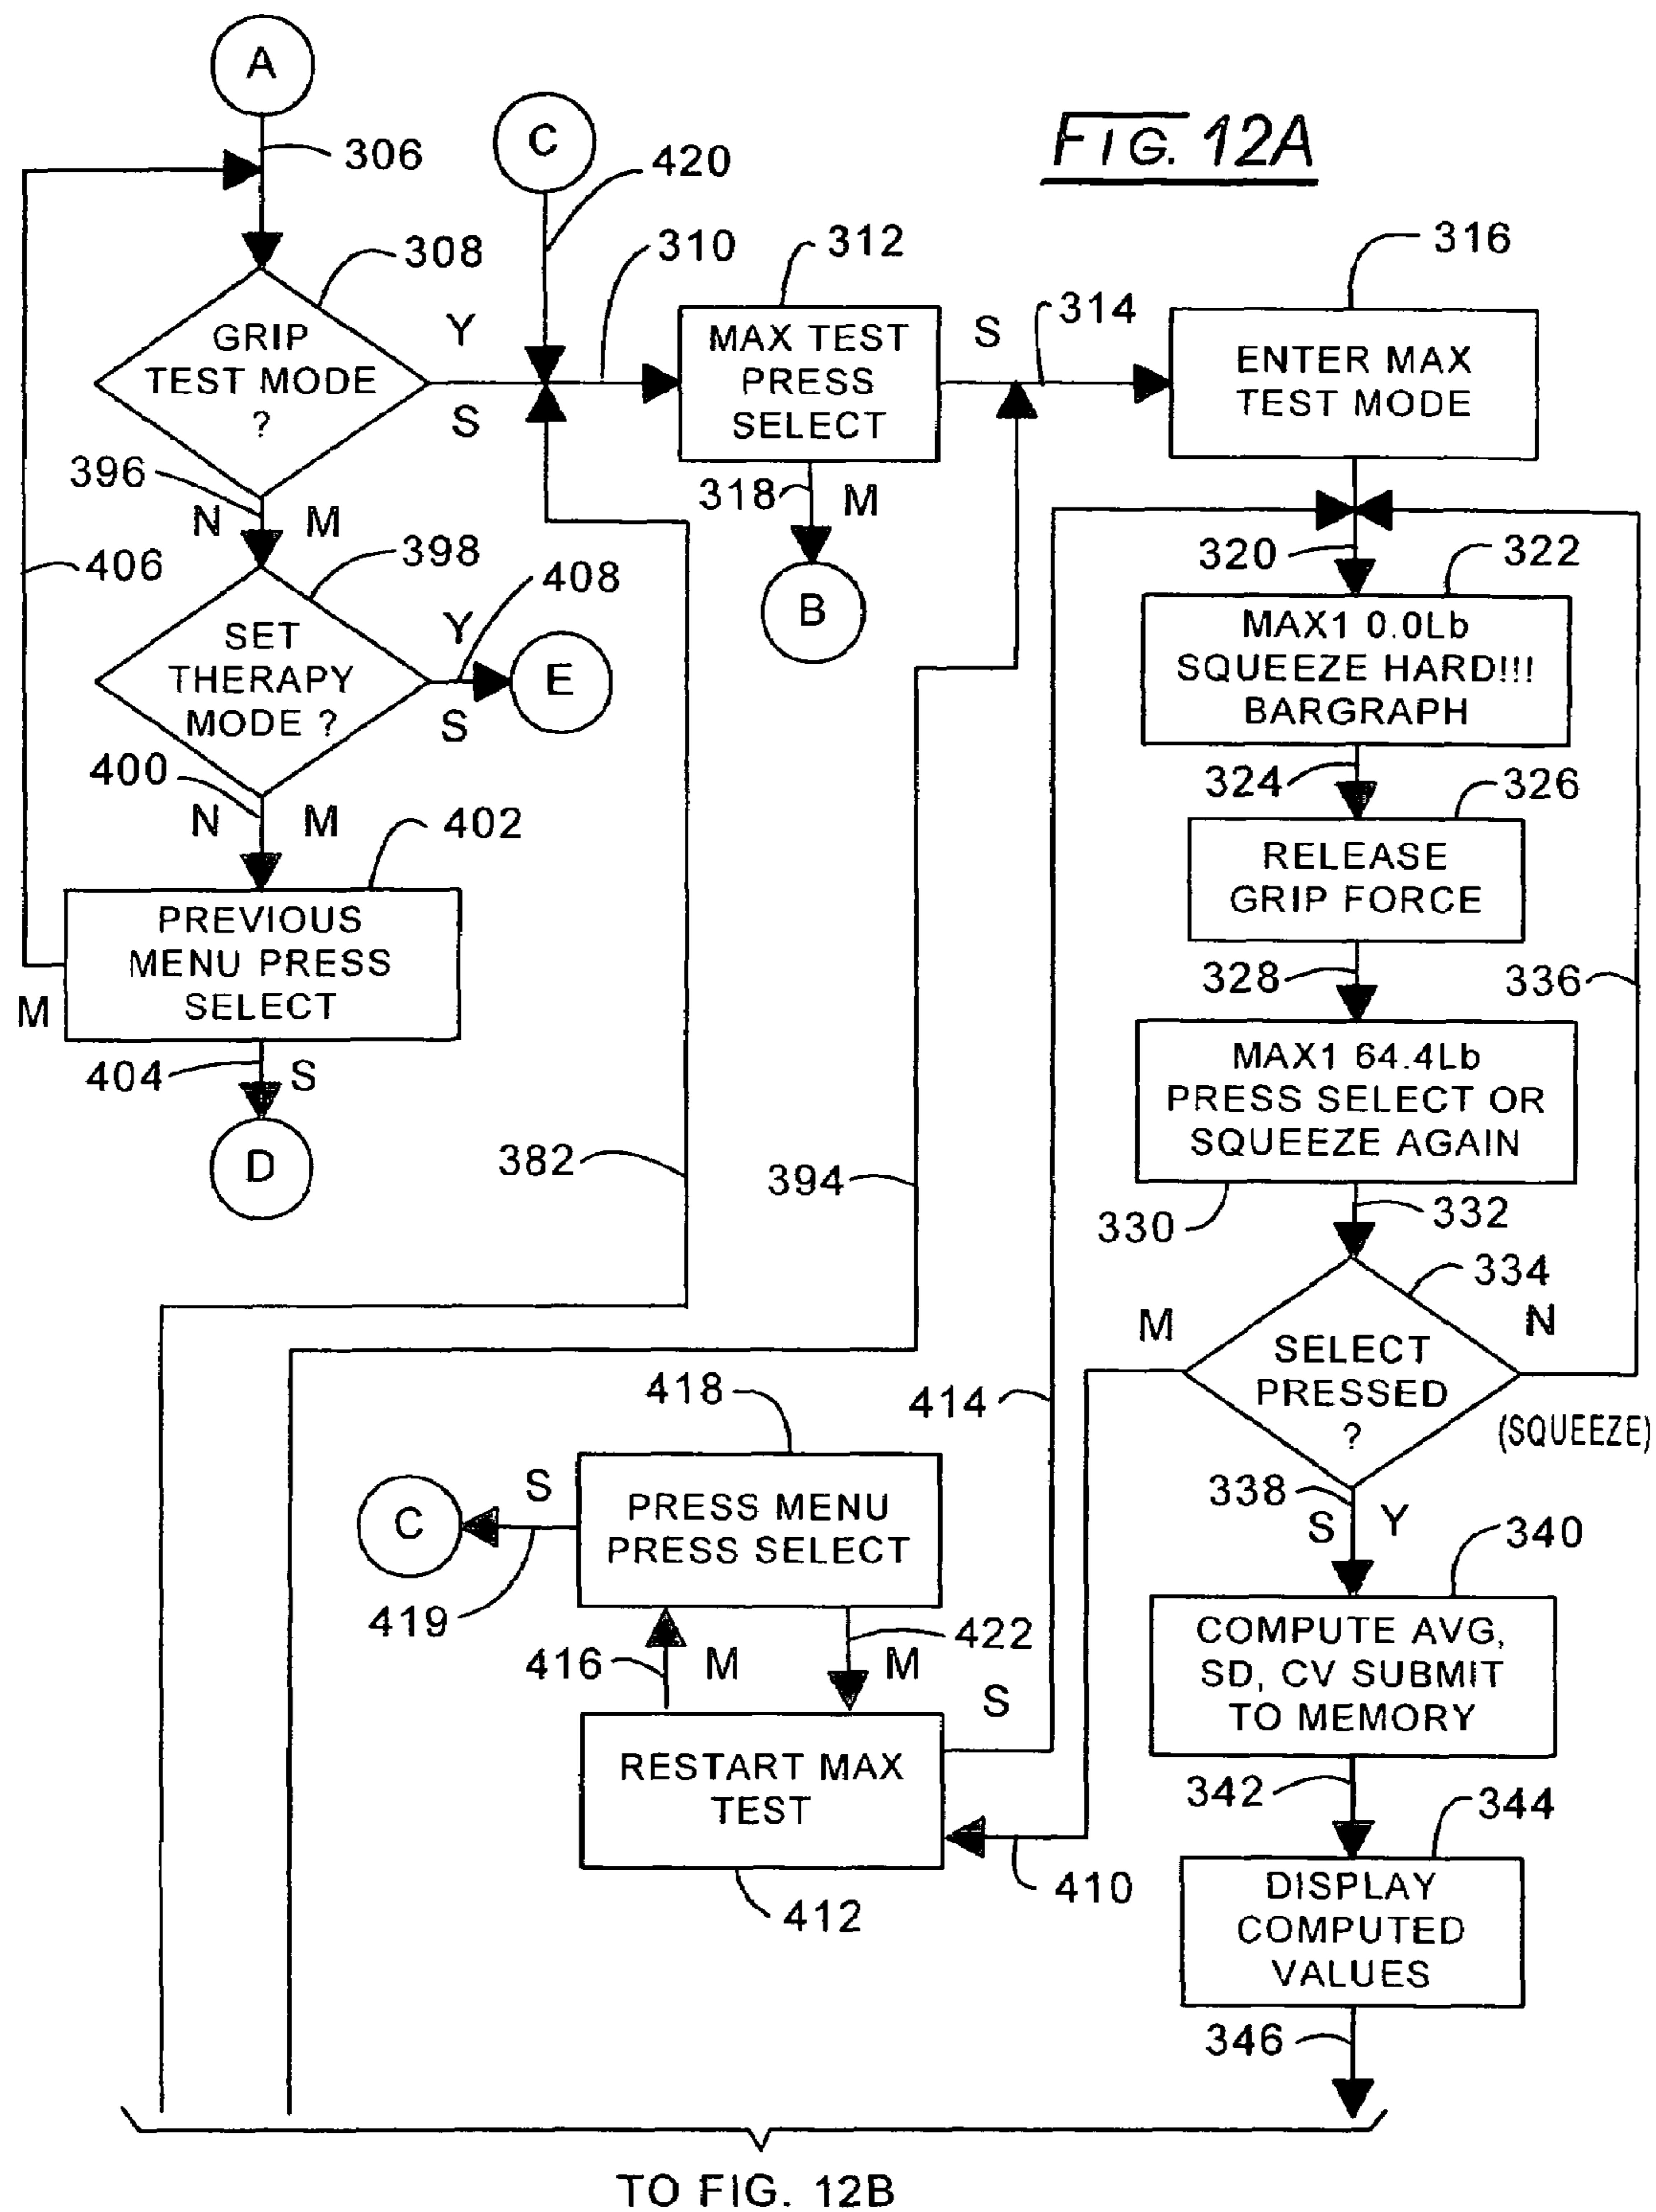 A
306
C
420
FIG. 12A
308
GRIP
TEST MODE
?
Y
S
310
312
MAX TEST
PRESS
SELECT
S
314
316
ENTER MAX
TEST MODE
396
N M
318 M
B
406
398
SET
THERAPY
MODE ?
Y
408
S
E
320
322
MAX1 0.0Lb
SQUEEZE HARD!!!
BARGRAPH
400
N M
402
PREVIOUS
MENU PRESS
SELECT
M
404 S
D
324
326
RELEASE
GRIP FORCE
328
336
MAX1 64.4Lb
PRESS SELECT OR
SQUEEZE AGAIN
330
332
382
394
414
334
M
N
SELECT
PRESSED
?
(SQUEEZE)
338
S Y
418
PRESS MENU
PRESS SELECT
S
C
419
416 M
422
M
S
RESTART MAX
TEST
412
410
340
COMPUTE AVG,
SD, CV SUBMIT
TO MEMORY
342
344
DISPLAY
COMPUTED
VALUES
346
TO FIG. 12B